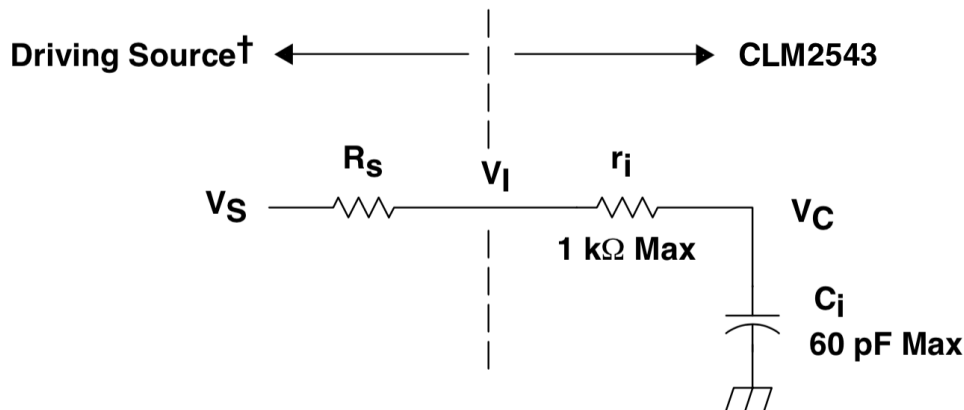 Driving Source†
CLM2543
Rs
VI
ri
VS
VC
1 kΩ Max
Ci
60 pF Max